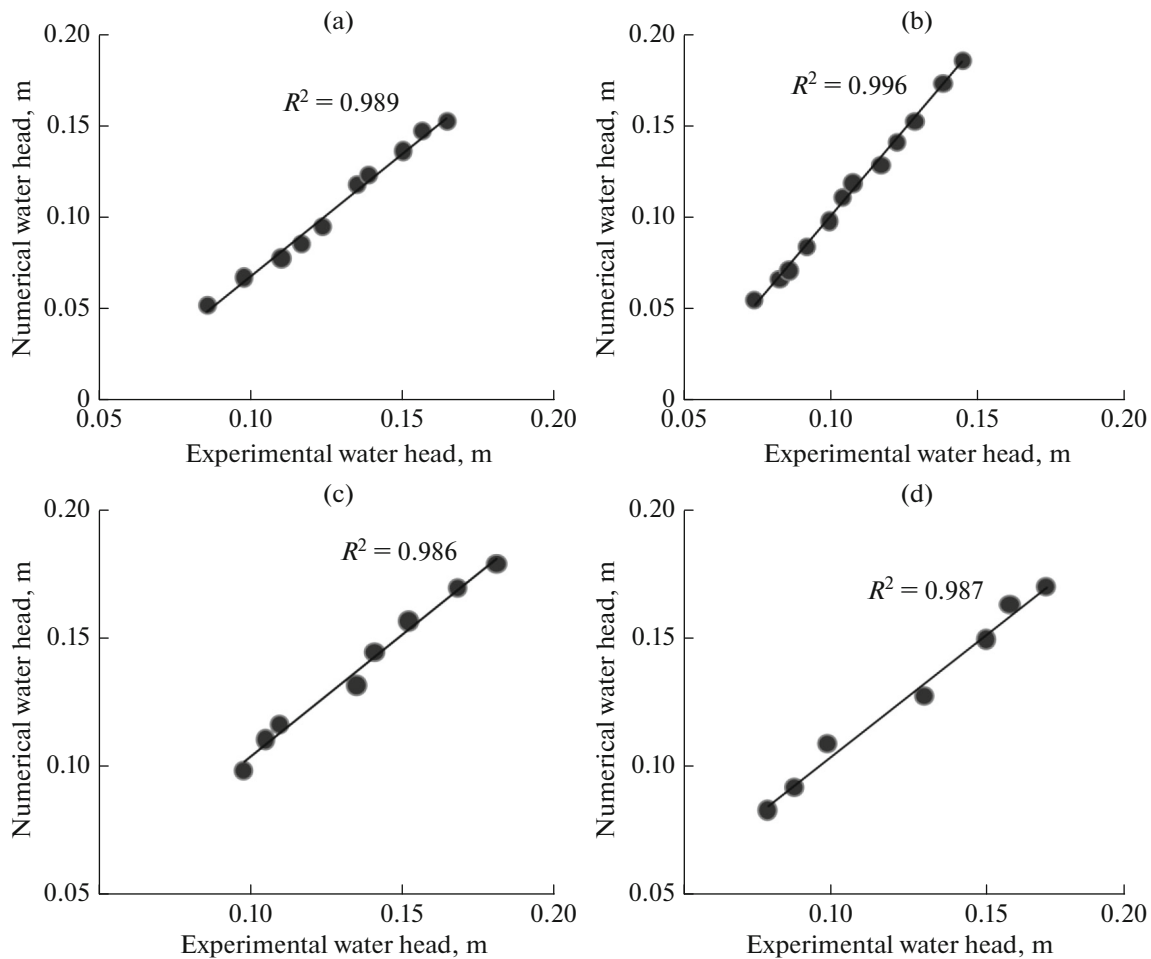 (a)
0.20
0.15
0.10
0.05
0
Numerical water head, m
R² = 0.989
0.05 0.10 0.15 0.20
Experimental water head, m
(b)
0.20
0.15
0.10
0.05
0
Numerical water head, m
R² = 0.996
0.05 0.10 0.15 0.20
Experimental water head, m
(c)
0.20
0.15
0.10
0.05
Numerical water head, m
R² = 0.986
0.10 0.15 0.20
Experimental water head, m
(d)
0.20
0.15
0.10
0.05
Numerical water head, m
R² = 0.987
0.10 0.15 0.20
Experimental water head, m